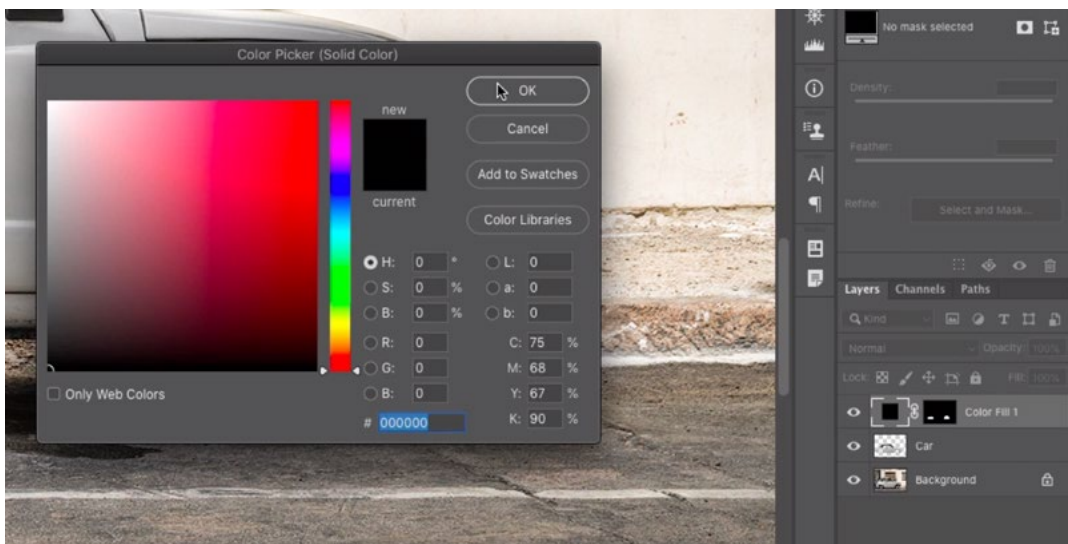 Color Picker (Solid Color)
new
current
OK
Cancel
Add to Swatches
Color Libraries
H: 0 °
S: 0 %
B: 0 %
R: 0
G: 0
B: 0
# 000000
L: 0
a: 0
b: 0
C: 75 %
M: 68 %
Y: 67 %
K: 90 %
Only Web Colors
No mask selected
Density:
Feather:
Refine:
Select and Mask...
Layers Channels Paths
Kind
Normal
Opacity: 100%
Lock:
Fill: 100%
Color Fill 1
Car
Background